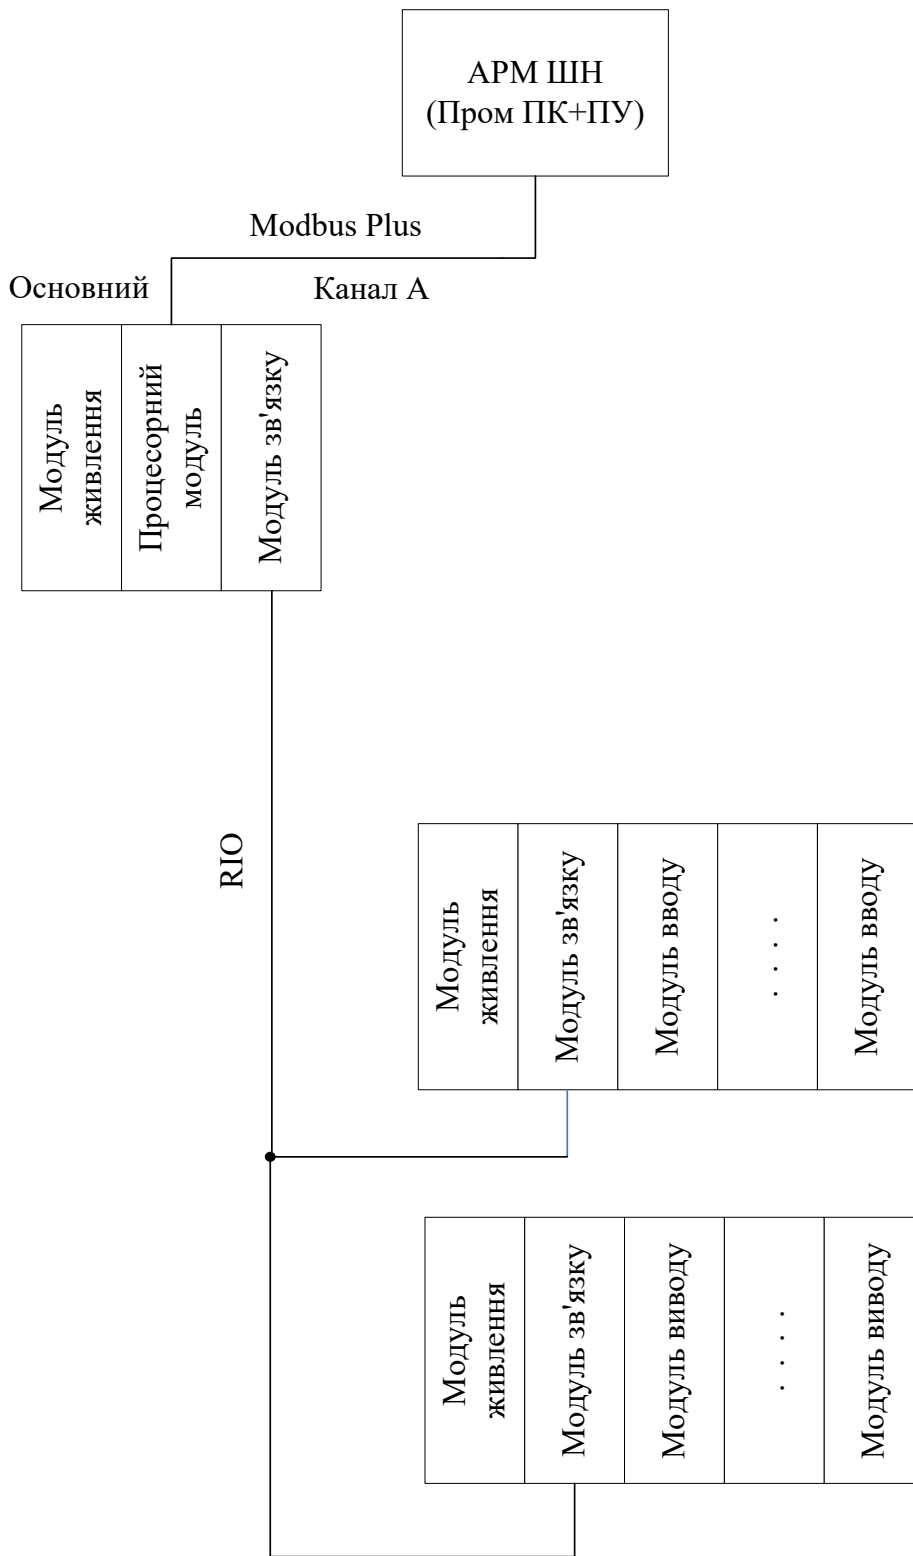 АРМ ШН
(Пром ПК+ПУ)
Modbus Plus
Основний
Канал А
Модуль
живлення
Процесорний
модуль
Модуль зв'язку
RIO
Модуль
живлення
Модуль зв'язку
Модуль вводу
. . . .
Модуль вводу
Модуль
живлення
Модуль зв'язку
Модуль виводу
. . . .
Модуль виводу